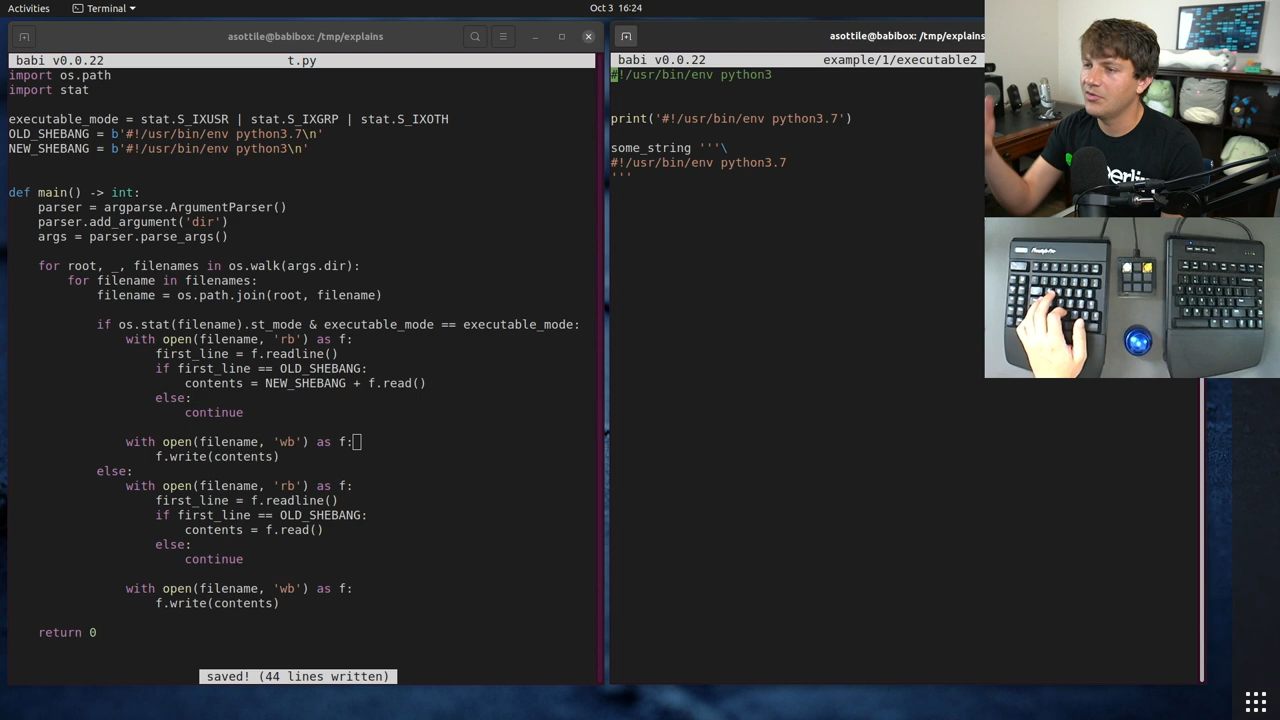 Activities
Terminal
Oct 3 16:24
asottile@babibox: /tmp/explains
babi v0.0.22 t.py
import os.path
import stat

executable_mode = stat.S_IXUSR | stat.S_IXGRP | stat.S_IXOTH
OLD_SHEBANG = b'#!/usr/bin/env python3.7\n'
NEW_SHEBANG = b'#!/usr/bin/env python3\n'


def main() -> int:
    parser = argparse.ArgumentParser()
    parser.add_argument('dir')
    args = parser.parse_args()

    for root, _, filenames in os.walk(args.dir):
        for filename in filenames:
            filename = os.path.join(root, filename)

            if os.stat(filename).st_mode & executable_mode == executable_mode:
                with open(filename, 'rb') as f:
                    first_line = f.readline()
                    if first_line == OLD_SHEBANG:
                        contents = NEW_SHEBANG + f.read()
                    else:
                        continue

                with open(filename, 'wb') as f:
                    f.write(contents)
            else:
                with open(filename, 'rb') as f:
                    first_line = f.readline()
                    if first_line == OLD_SHEBANG:
                        contents = f.read()
                    else:
                        continue

                with open(filename, 'wb') as f:
                    f.write(contents)

    return 0

saved! (44 lines written)
asottile@babibox: /tmp/explains
babi v0.0.22 example/1/executable2
#!/usr/bin/env python3


print('#!/usr/bin/env python3.7')

some_string '''\
#!/usr/bin/env python3.7
'''